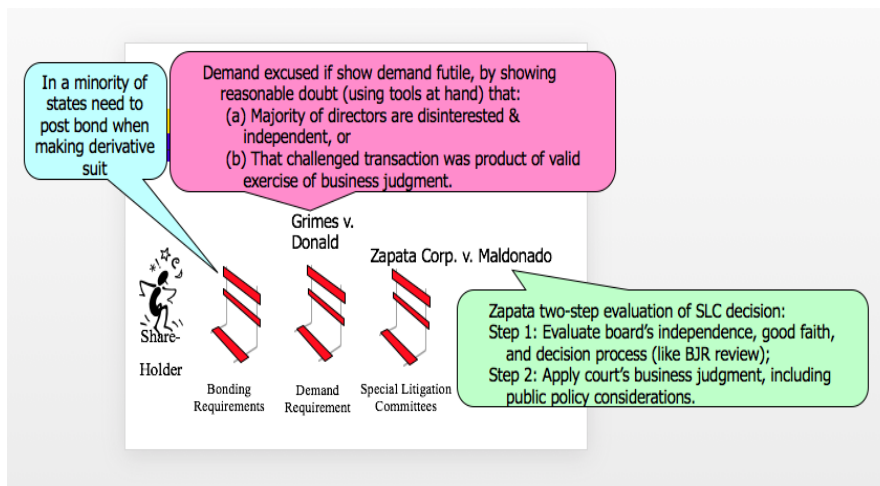 In a minority of
states need to
post bond when
making derivative
suit
Demand excused if show demand futile, by showing
reasonable doubt (using tools at hand) that:
(a) Majority of directors are disinterested &
independent, or
(b) That challenged transaction was product of valid
exercise of business judgment.
Grimes v.
Donald
Zapata Corp. v. Maldonado
Zapata two-step evaluation of SLC decision:
Step 1: Evaluate board's independence, good faith,
and decision process (like BJR review);
Step 2: Apply court's business judgment, including
public policy considerations.
Share-
Holder
Bonding
Requirements
Demand
Requirement
Special Litigation
Committees